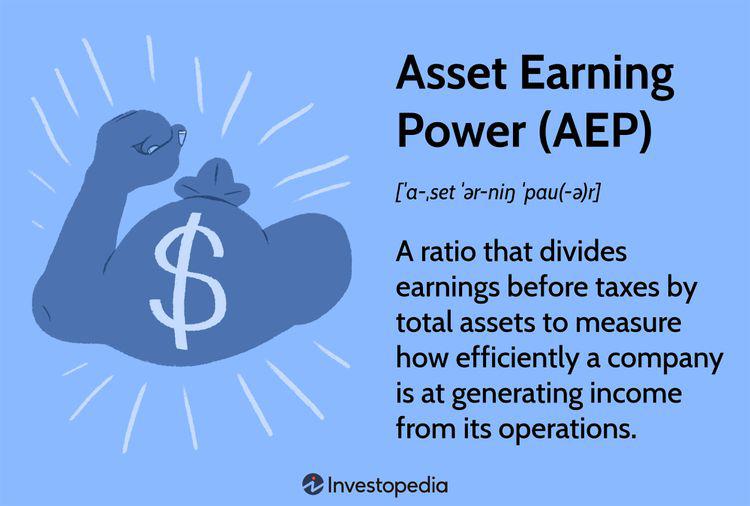 Asset Earning
Power (AEP)
[ˈa-ˌset ˈər-niŋ ˈpau̇(-ə)r]
A ratio that divides
earnings before taxes by
total assets to measure
how efficiently a company
is at generating income
from its operations.
$
Investopedia